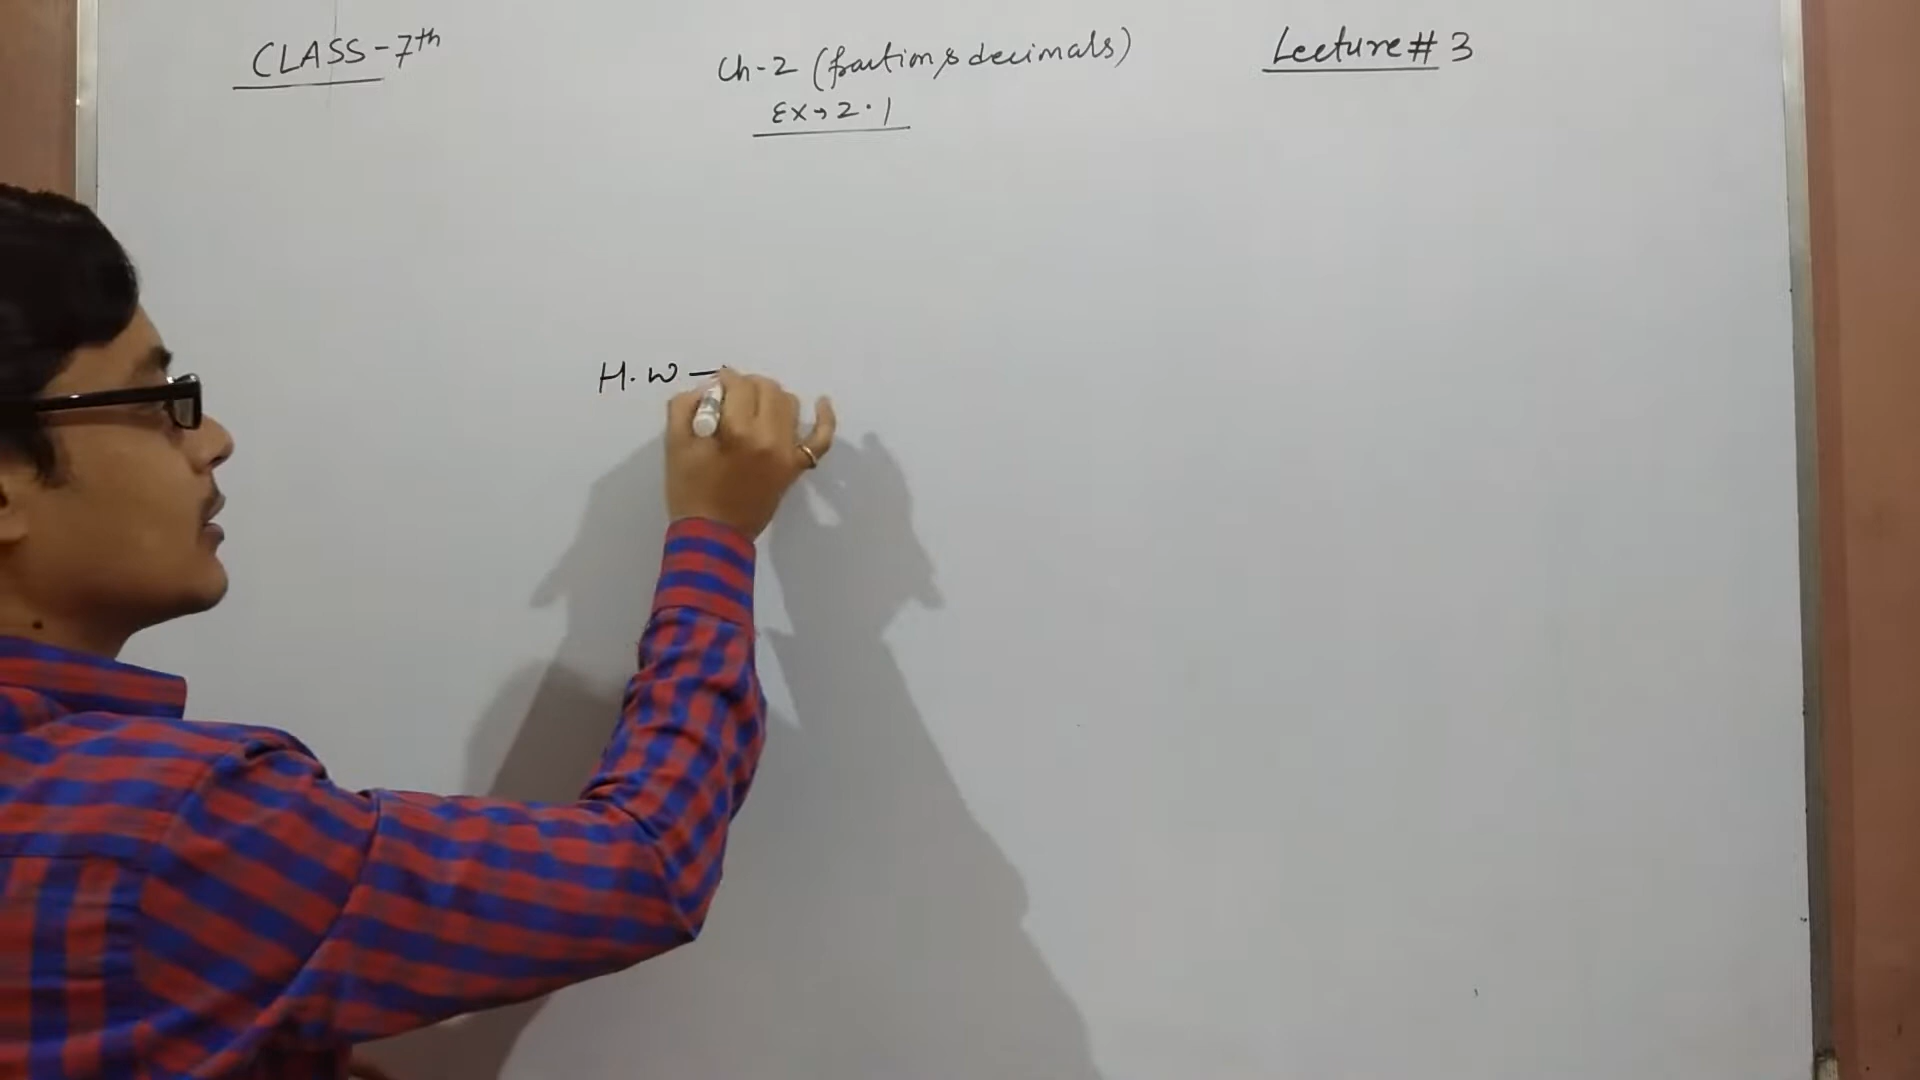 CLASS-7th
Ch-2 (fraction & decimals)
Ex→2.1
Lecture # 3
H.W —